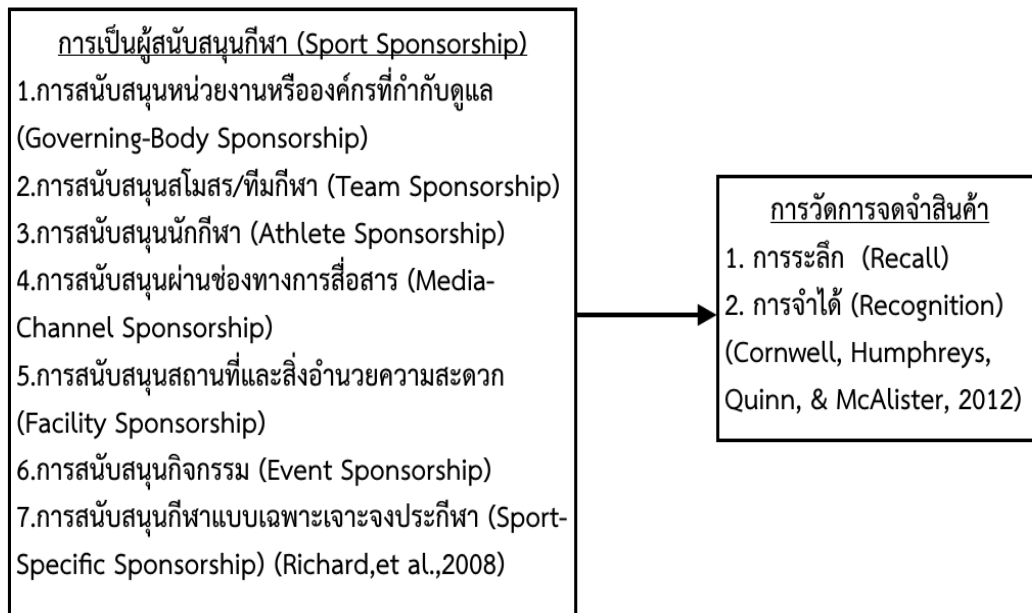 การเป็นผู้สนับสนุนกีฬา (Sport Sponsorship)
1.การสนับสนุนหน่วยงานหรือองค์กรที่กำกับดูแล
(Governing-Body Sponsorship)
2.การสนับสนุนสโมสร/ทีมกีฬา (Team Sponsorship)
3.การสนับสนุนนักกีฬา (Athlete Sponsorship)
4.การสนับสนุนผ่านช่องทางการสื่อสาร (Media-
Channel Sponsorship)
5.การสนับสนุนสถานที่และสิ่งอำนวยความสะดวก
(Facility Sponsorship)
6.การสนับสนุนกิจกรรม (Event Sponsorship)
7.การสนับสนุนกีฬาแบบเฉพาะเจาะจงประกีฬา (Sport-
Specific Sponsorship) (Richard,et al.,2008)
การวัดการจดจำสินค้า
1. การระลึก (Recall)
2. การจำได้ (Recognition)
(Cornwell, Humphreys,
Quinn, & McAlister, 2012)